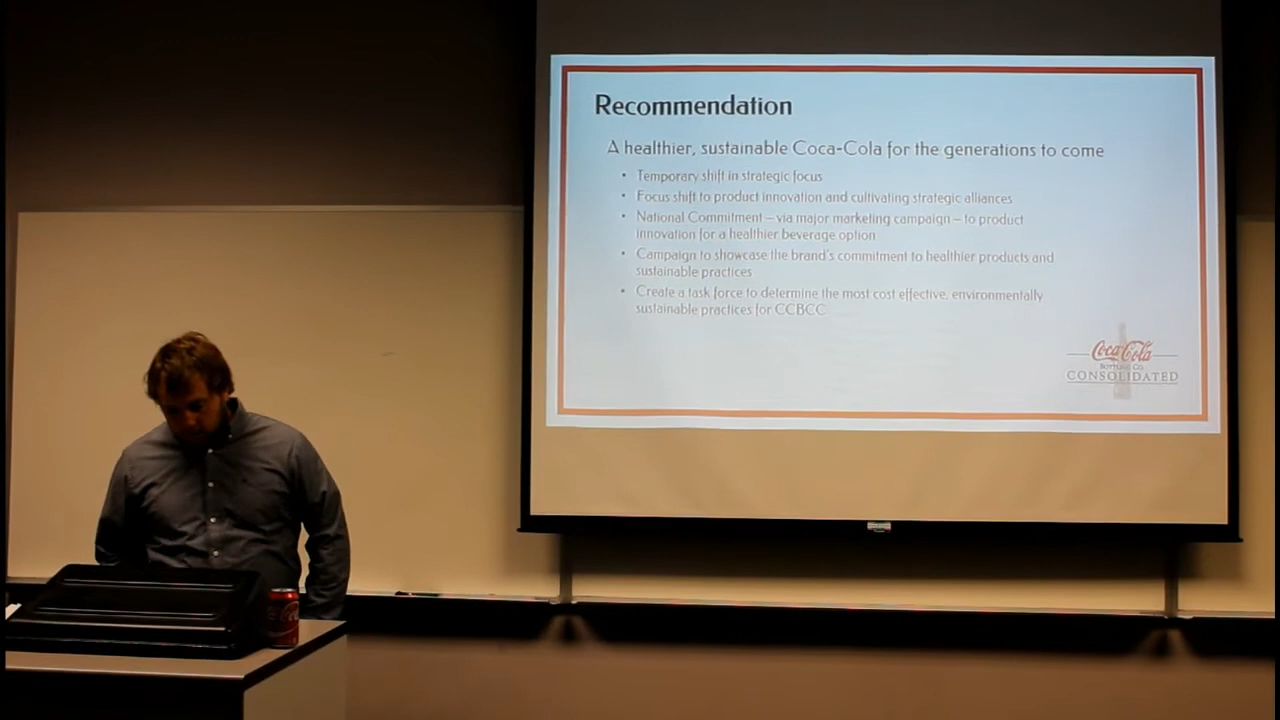 Recommendation
A healthier, sustainable Coca-Cola for the generations to come
• Temporary shift in strategic focus
• Focus shift to product innovation and cultivating strategic alliances
• National Commitment – via major marketing campaign – to product
innovation for a healthier beverage option
• Campaign to showcase the brand's commitment to healthier products and
sustainable practices
• Create a task force to determine the most cost effective, environmentally
sustainable practices for CCBCC
Coca-Cola
BOTTLING CO.
CONSOLIDATED